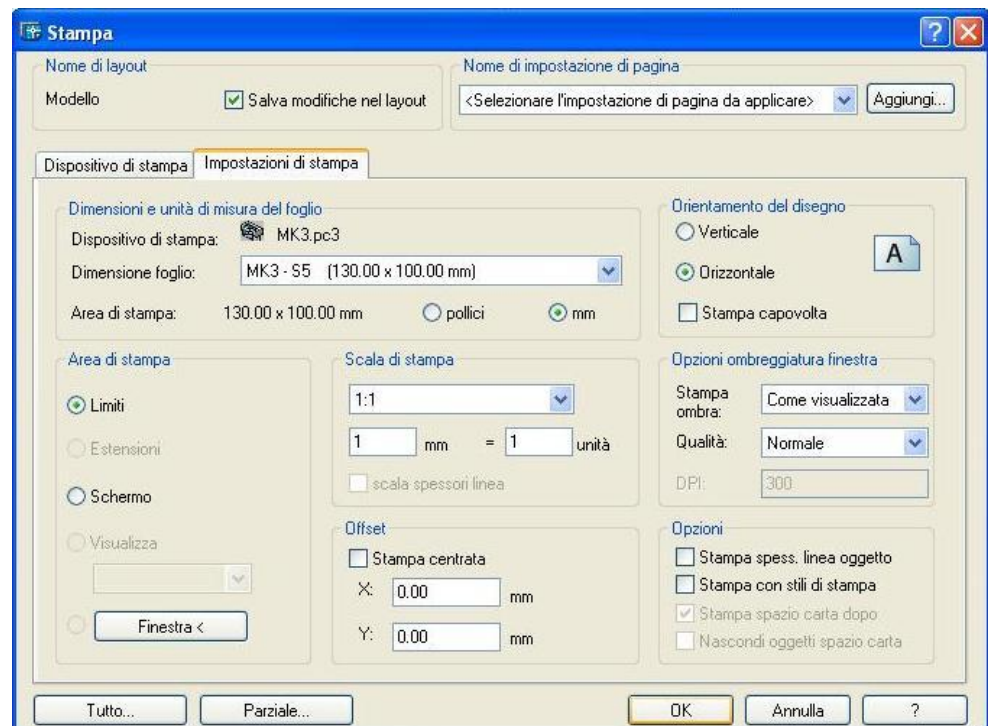 Stampa
Nome di layout
Modello
Salva modifiche nel layout
Nome di impostazione di pagina
<Selezionare l'impostazione di pagina da applicare>
Aggiungi...
Dispositivo di stampa
Impostazioni di stampa
Dimensioni e unità di misura del foglio
Dispositivo di stampa: MK3.pc3
Dimensione foglio: MK3 - S5 (130.00 x 100.00 mm)
Area di stampa: 130.00 x 100.00 mm pollici mm
Orientamento del disegno
Verticale
A
Orizzontale
Stampa capovolta
Area di stampa
Limiti
Estensioni
Schermo
Visualizza
Finestra <
Scala di stampa
1:1
1 mm = 1 unità
scala spessori linea
Offset
Stampa centrata
X: 0.00 mm
Y: 0.00 mm
Opzioni ombreggiatura finestra
Stampa ombra: Come visualizzata
Qualità: Normale
DPI: 300
Opzioni
Stampa spess. linea oggetto
Stampa con stili di stampa
Stampa spazio carta dopo
Nascondi oggetti spazio carta
Tutto... Parziale... OK Annulla ?